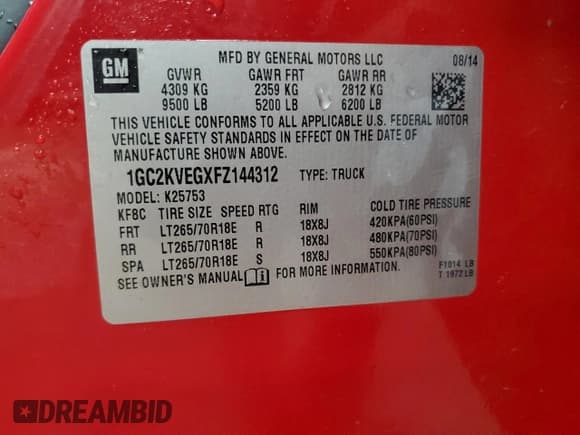 GM
MFD BY GENERAL MOTORS LLC 08/14
GVWR GAWR FRT GAWR RR
4309 KG 2359 KG 2812 KG
9500 LB 5200 LB 6200 LB
THIS VEHICLE CONFORMS TO ALL APPLICABLE U.S. FEDERAL MOTOR
VEHICLE SAFETY STANDARDS IN EFFECT ON THE DATE OF
MANUFACTURE SHOWN ABOVE.
1GC2KVEGXFZ144312 TYPE: TRUCK
MODEL: K25753
KF8C TIRE SIZE SPEED RTG RIM COLD TIRE PRESSURE
FRT LT265/70R18E R 18X8J 420KPA(60PSI)
RR LT265/70R18E R 18X8J 480KPA(70PSI)
SPA LT265/70R18E S 18X8J 550KPA(80PSI)
SEE OWNER'S MANUAL FOR MORE INFORMATION.
F1914 LB
T 1972 LB
DREAMBID